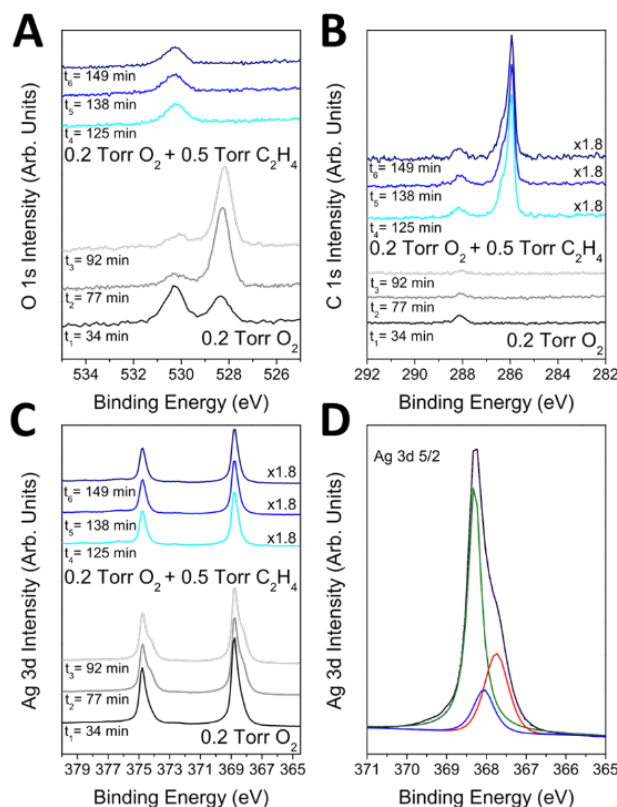 A
O 1s Intensity (Arb. Units)
t₆= 149 min
t₅= 138 min
t₄= 125 min
0.2 Torr O₂ + 0.5 Torr C₂H₄
t₃= 92 min
t₂= 77 min
t₁= 34 min
0.2 Torr O₂
534 532 530 528 526
Binding Energy (eV)
B
C 1s Intensity (Arb. Units)
x1.8
t₆= 149 min
x1.8
t₅= 138 min
x1.8
t₄= 125 min
0.2 Torr O₂ + 0.5 Torr C₂H₄
t₃= 92 min
t₂= 77 min
t₁= 34 min
0.2 Torr O₂
292 290 288 286 284 282
Binding Energy (eV)
C
Ag 3d Intensity (Arb. Units)
x1.8
t₆= 149 min
x1.8
t₅= 138 min
x1.8
t₄= 125 min
0.2 Torr O₂ + 0.5 Torr C₂H₄
t₃= 92 min
t₂= 77 min
t₁= 34 min
0.2 Torr O₂
379 377 375 373 371 369 367 365
Binding Energy (eV)
D
Ag 3d Intensity (Arb. Units)
Ag 3d 5/2
371 370 369 368 367 366 365
Binding Energy (eV)